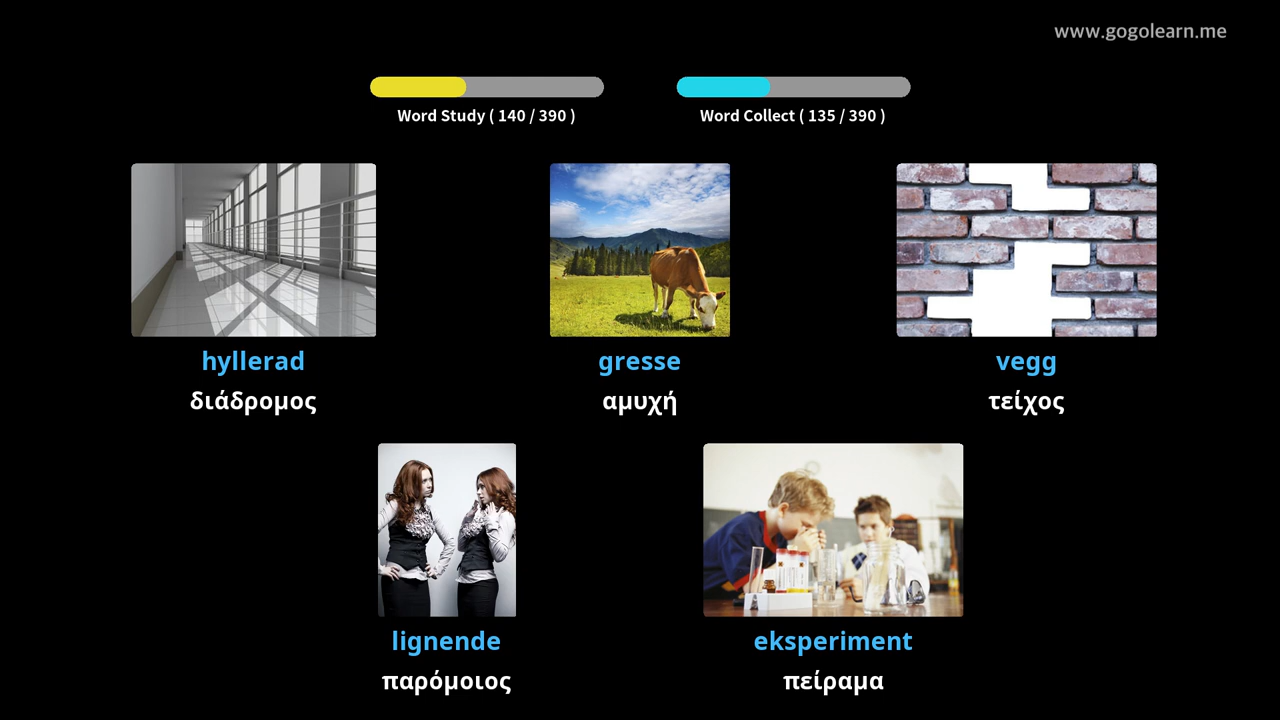 www.gogolearn.me
Word Study ( 140 / 390 )
Word Collect ( 135 / 390 )
hyllerad
διάδρομος
gresse
αμυχή
vegg
τείχος
lignende
παρόμοιος
eksperiment
πείραμα